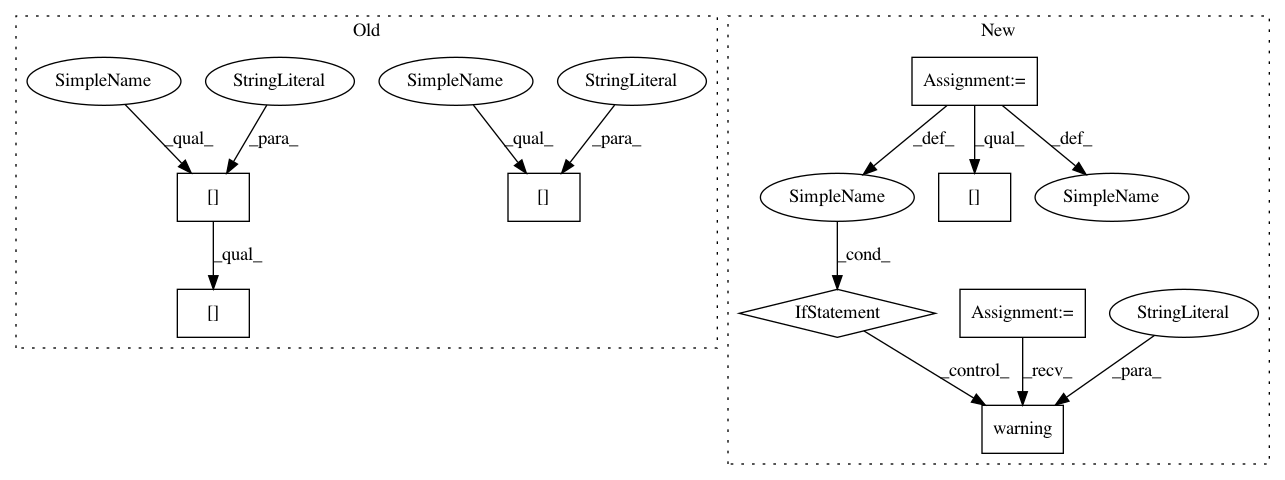 Old
New
SimpleName
StringLiteral
SimpleName
StringLiteral
Assignment:=
_qual_
_para_
_qual_
_para_
_def_
_qual_
_def_
[]
[]
SimpleName
[]
SimpleName
_qual_
_cond_
[]
IfStatement
Assignment:=
StringLiteral
_control_
_recv_
_para_
warning